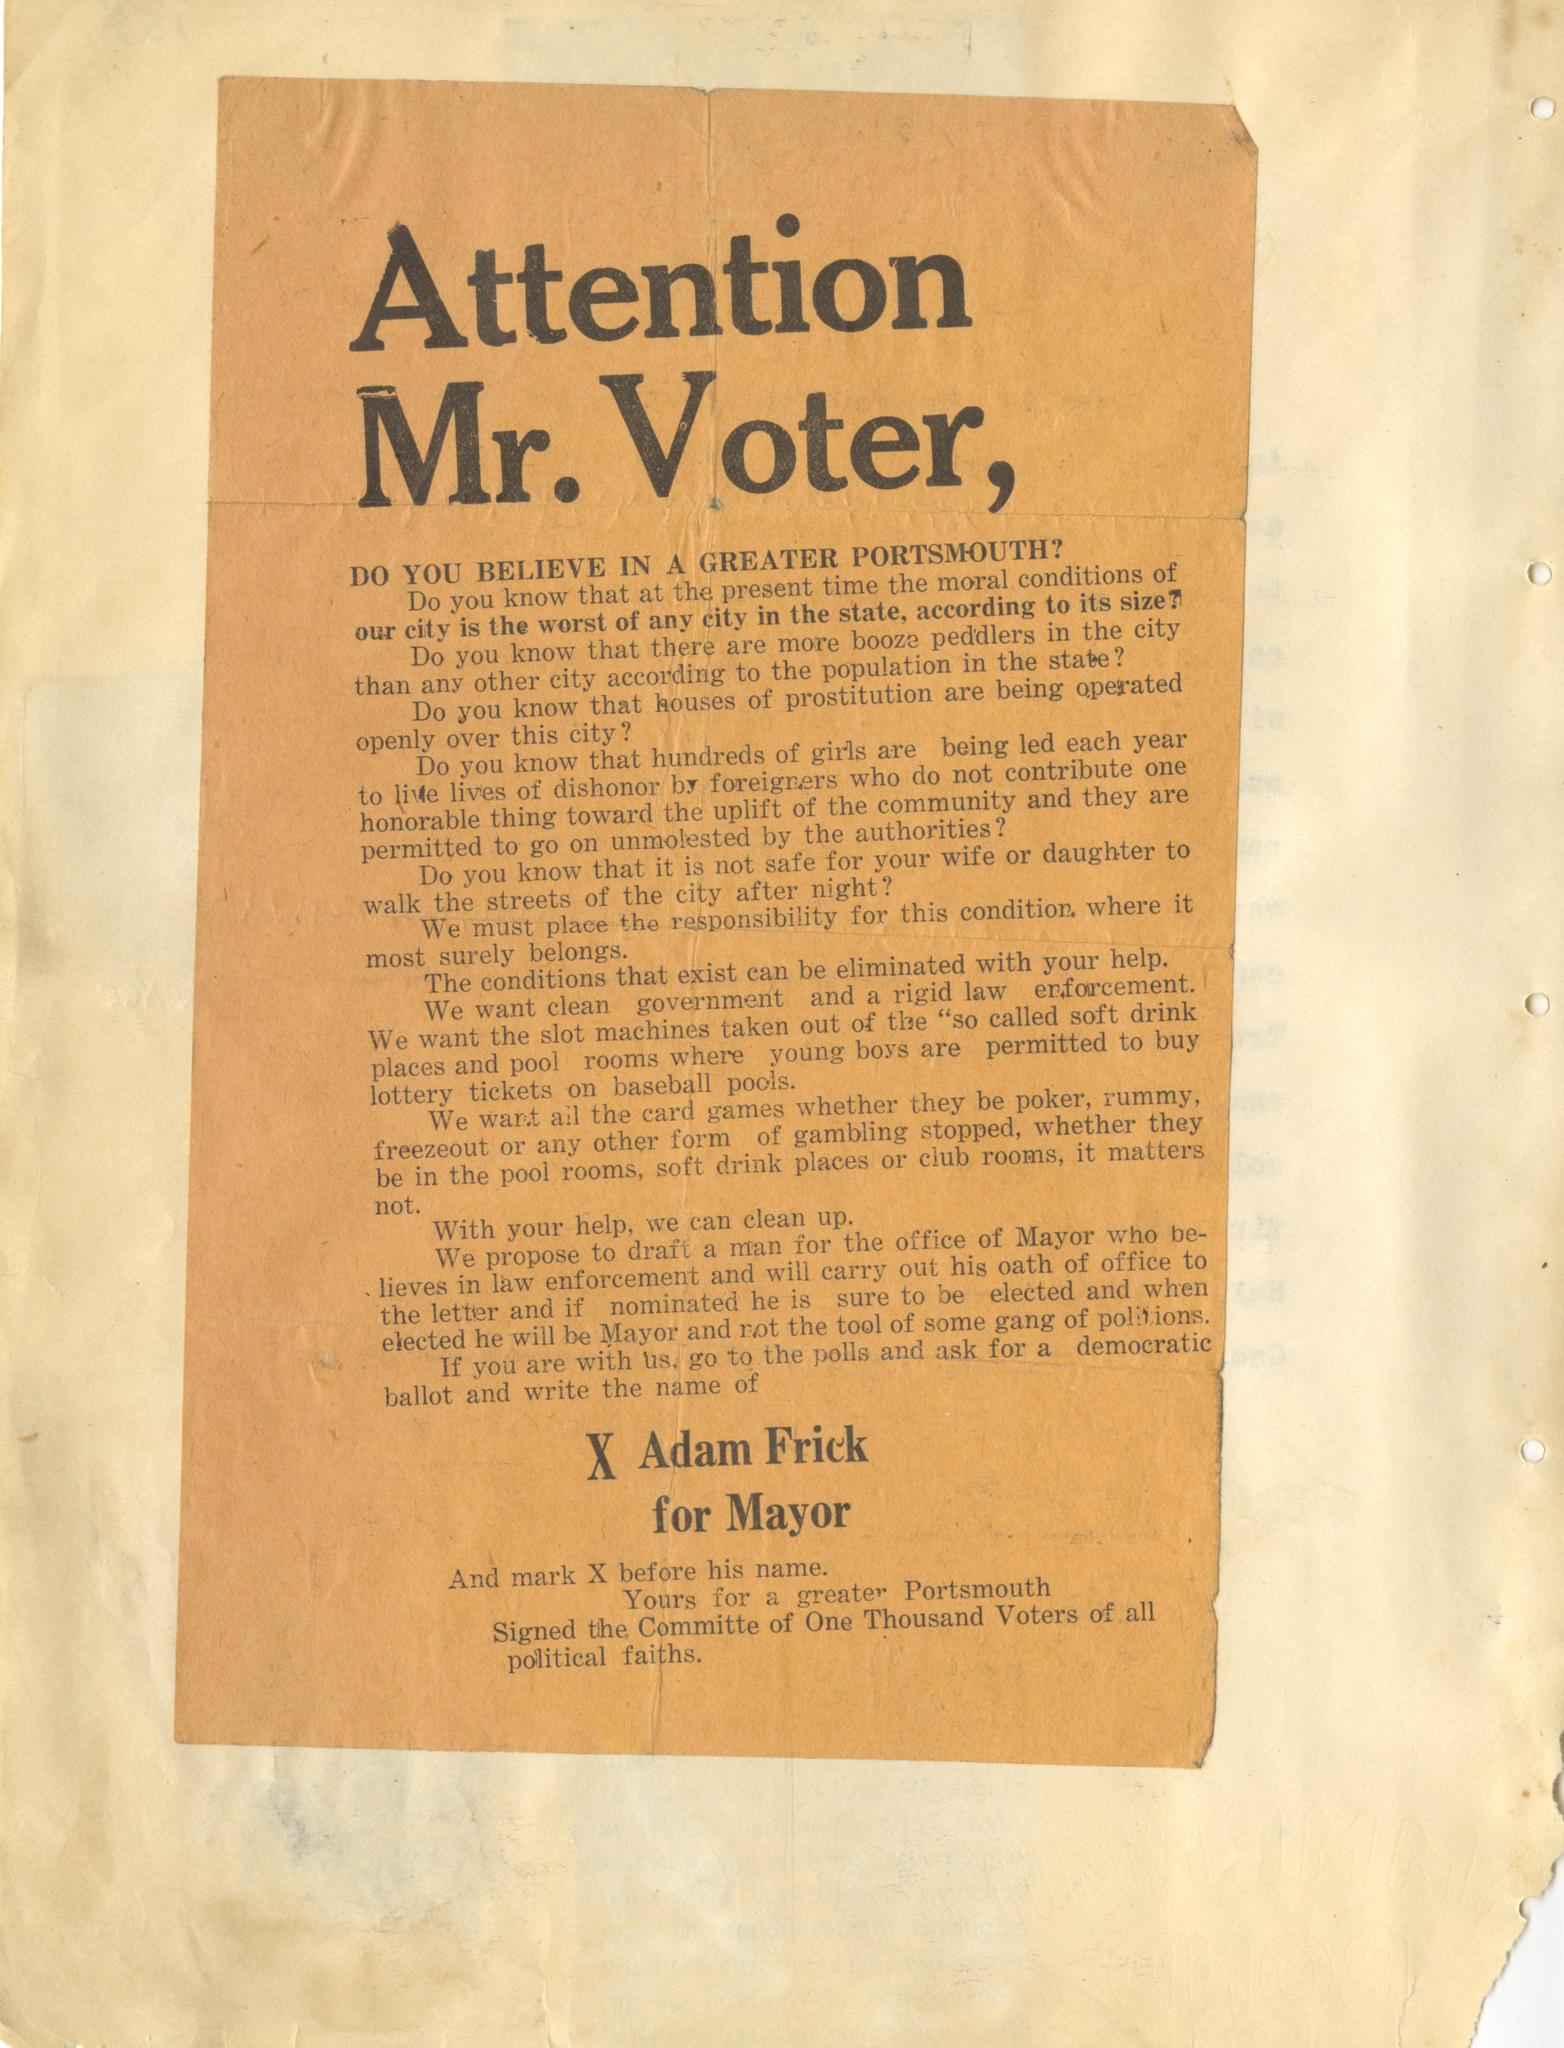 Attention
Mr. Voter,
DO YOU BELIEVE IN A GREATER PORTSMOUTH?
Do you know that at the present time the moral conditions of
our city is the worst of any city in the state, according to its size?
Do you know that there are more booze peddlers in the city
than any other city according to the population in the state?
Do you know that houses of prostitution are being operated
openly over this city?
Do you know that hundreds of girls are being led each year
to live lives of dishonor by foreigners who do not contribute one
honorable thing toward the uplift of the community and they are
permitted to go on unmolested by the authorities?
Do you know that it is not safe for your wife or daughter to
walk the streets of the city after night?
We must place the responsibility for this condition where it
most surely belongs.
The conditions that exist can be eliminated with your help.
We want clean government and a rigid law enforcement.
We want the slot machines taken out of the "so called soft drink
places and pool rooms where young boys are permitted to buy
lottery tickets on baseball pools.
We want all the card games whether they be poker, rummy,
freezeout or any other form of gambling stopped, whether they
be in the pool rooms, soft drink places or club rooms, it matters
not.
With your help, we can clean up.
We propose to draft a man for the office of Mayor who be-
lieves in law enforcement and will carry out his oath of office to
the letter and if nominated he is sure to be elected and when
elected he will be Mayor and not the tool of some gang of politions.
If you are with us, go to the polls and ask for a democratic
ballot and write the name of
X Adam Frick
for Mayor
And mark X before his name.
Yours for a greater Portsmouth
Signed the Committe of One Thousand Voters of all
political faiths.